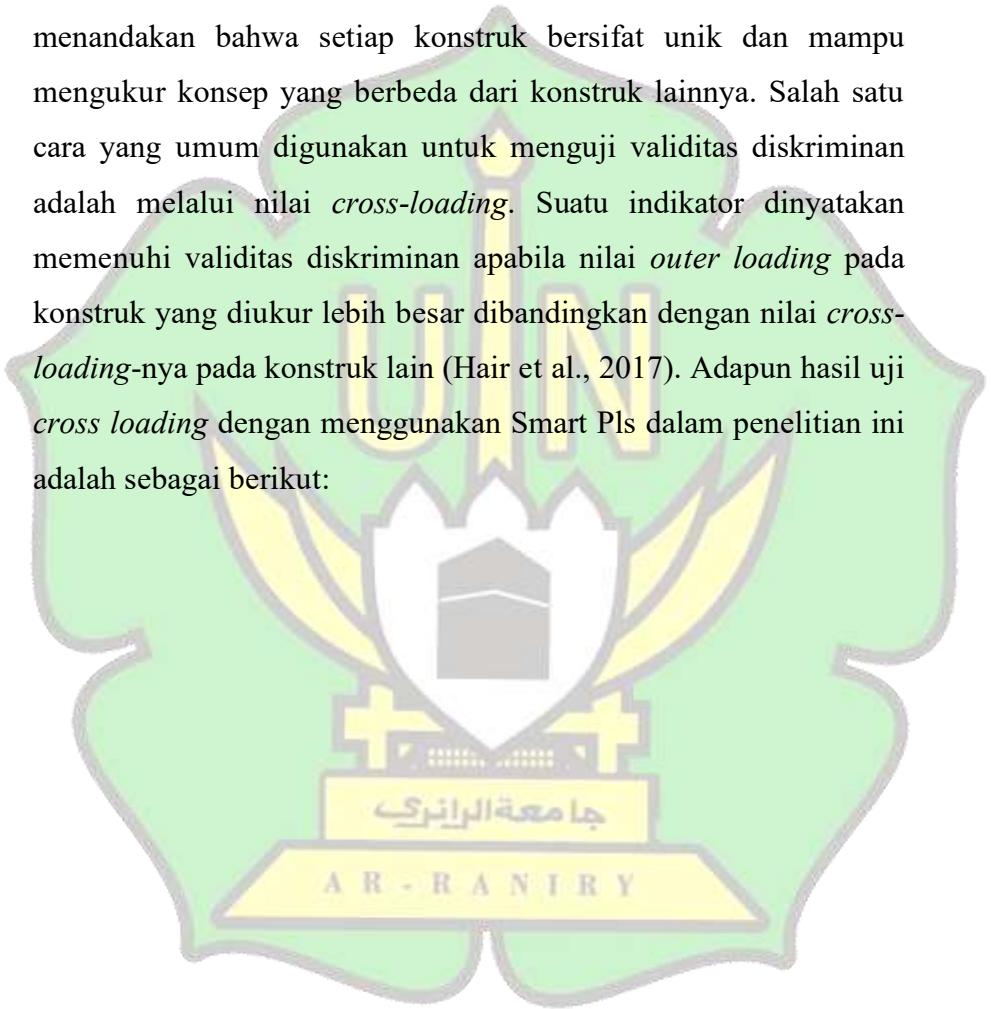 menandakan bahwa setiap konstruk bersifat unik dan mampu
mengukur konsep yang berbeda dari konstruk lainnya. Salah satu
cara yang umum digunakan untuk menguji validitas diskriminan
adalah melalui nilai cross-loading. Suatu indikator dinyatakan
memenuhi validitas diskriminan apabila nilai outer loading pada
konstruk yang diukur lebih besar dibandingkan dengan nilai cross-
loading-nya pada konstruk lain (Hair et al., 2017). Adapun hasil uji
cross loading dengan menggunakan Smart Pls dalam penelitian ini
adalah sebagai berikut:
UIN
جامعة الرانري
AR-RANIRY